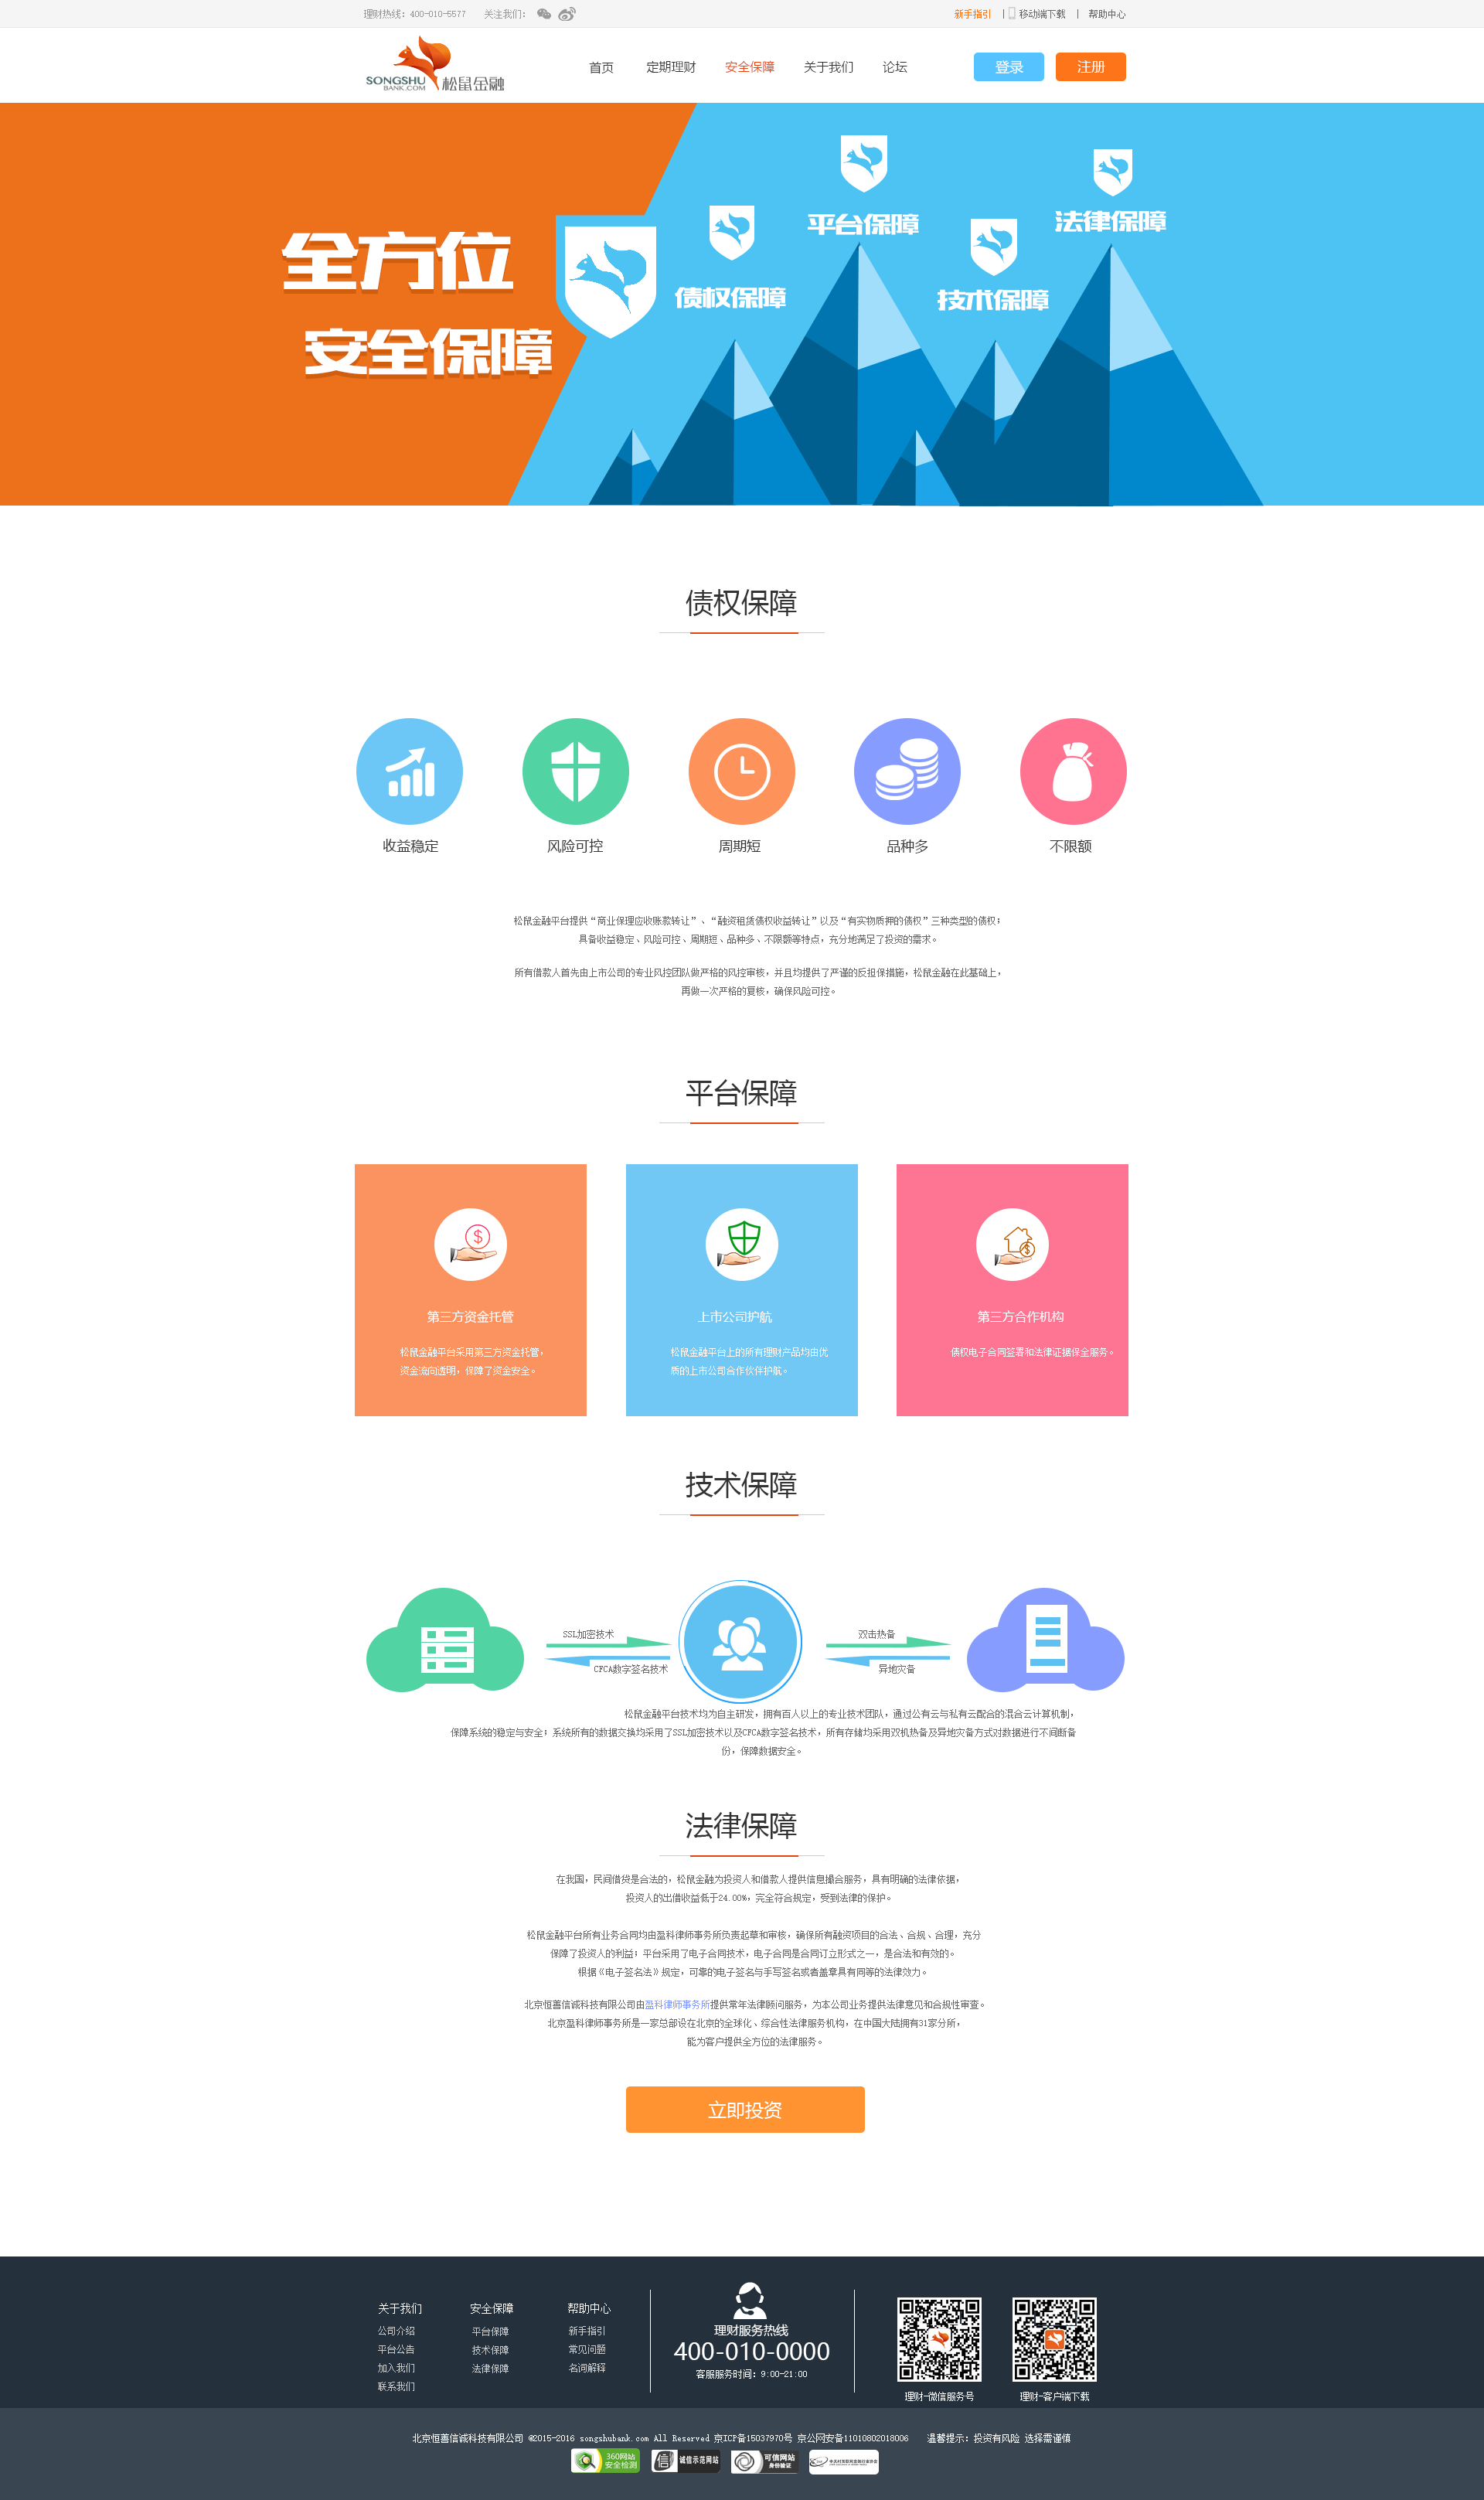 理财热线：400-010-5577 关注我们：
新手指引 | 移动端下载 | 帮助中心
SONGSHU
BANK.COM 松鼠金融
首页 定期理财 安全保障 关于我们 论坛
登录 注册
全方位
安全保障
债权保障
平台保障
技术保障
法律保障
债权保障
收益稳定 风险可控 周期短 品种多 不限额
松鼠金融平台提供“商业保理应收账款转让”、“融资租赁债权收益转让”以及“有实物质押的债权”三种类型的债权；
具备收益稳定、风险可控、周期短、品种多、不限额等特点，充分地满足了投资的需求。
所有借款人首先由上市公司的专业风控团队做严格的风控审核，并且均提供了严谨的反担保措施，松鼠金融在此基础上，
再做一次严格的复核，确保风险可控。
平台保障
第三方资金托管
松鼠金融平台采用第三方资金托管，
资金流向透明，保障了资金安全。
上市公司护航
松鼠金融平台上的所有理财产品均由优
质的上市公司合作伙伴护航。
第三方合作机构
债权电子合同签署和法律证据保全服务。
技术保障
SSL加密技术
CFCA数字签名技术
双击热备
异地灾备
松鼠金融平台技术均为自主研发，拥有百人以上的专业技术团队，通过公有云与私有云配合的混合云计算机制，
保障系统的稳定与安全；系统所有的数据交换均采用了SSL加密技术以及CFCA数字签名技术，所有存储均采用双机热备及异地灾备方式对数据进行不间断备
份，保障数据安全。
法律保障
在我国，民间借贷是合法的，松鼠金融为投资人和借款人提供信息撮合服务，具有明确的法律依据，
投资人的出借收益低于24.00%，完全符合规定，受到法律的保护。
松鼠金融平台所有业务合同均由盈科律师事务所负责起草和审核，确保所有融资项目的合法、合规、合理，充分
保障了投资人的利益；平台采用了电子合同技术，电子合同是合同订立形式之一，是合法和有效的。
根据《电子签名法》规定，可靠的电子签名与手写签名或者盖章具有同等的法律效力。
北京恒蓄信诚科技有限公司由盈科律师事务所提供常年法律顾问服务，为本公司业务提供法律意见和合规性审查。
北京盈科律师事务所是一家总部设在北京的全球化、综合性法律服务机构，在中国大陆拥有31家分所，
能为客户提供全方位的法律服务。
立即投资
关于我们
公司介绍
平台公告
加入我们
联系我们
安全保障
平台保障
技术保障
法律保障
帮助中心
新手指引
常见问题
名词解释
理财服务热线
400-010-0000
客服服务时间：9:00-21:00
理财-微信服务号
理财-客户端下载
北京恒蓄信诚科技有限公司 @2015-2016 songshubank.com All Reserved 京ICP备15037970号 京公网安备11010802018006 温馨提示：投资有风险 选择需谨慎
360网站
安全检测
信 诚信示范网站
可信网站
身份验证